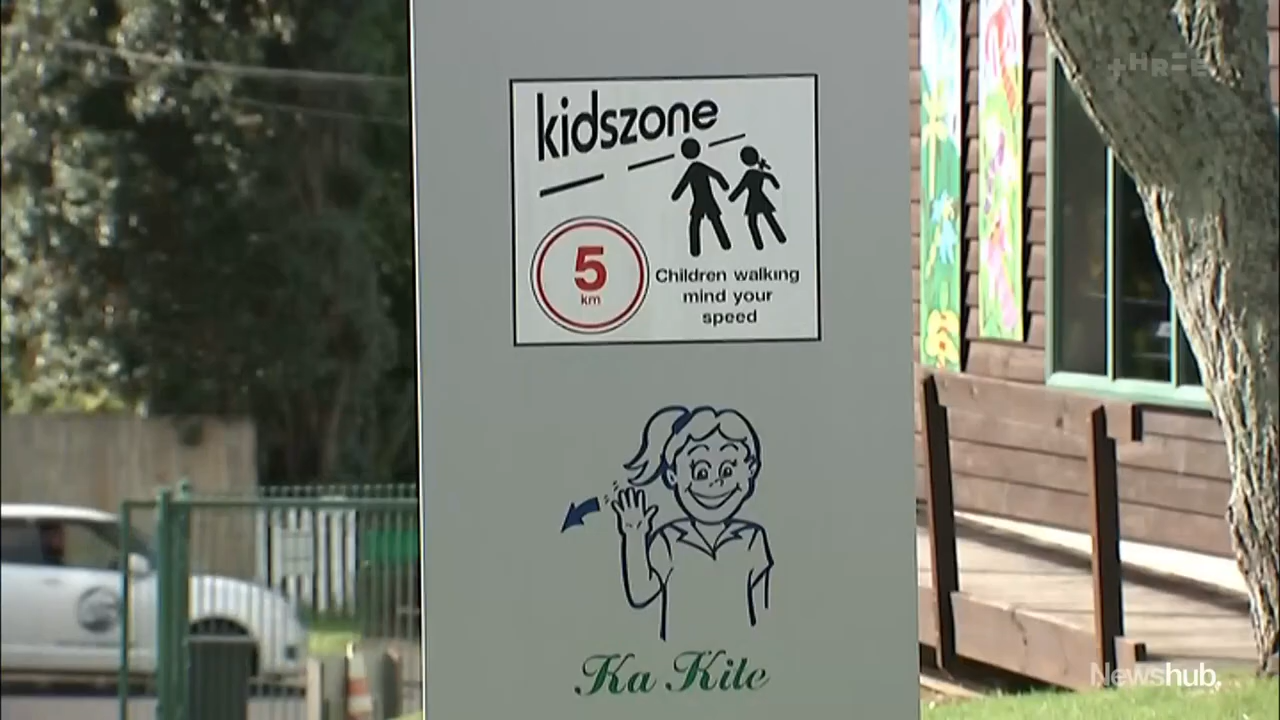 THREE
kidszone
5
km
Children walking
mind your
speed
Ka Kite
Newshub.